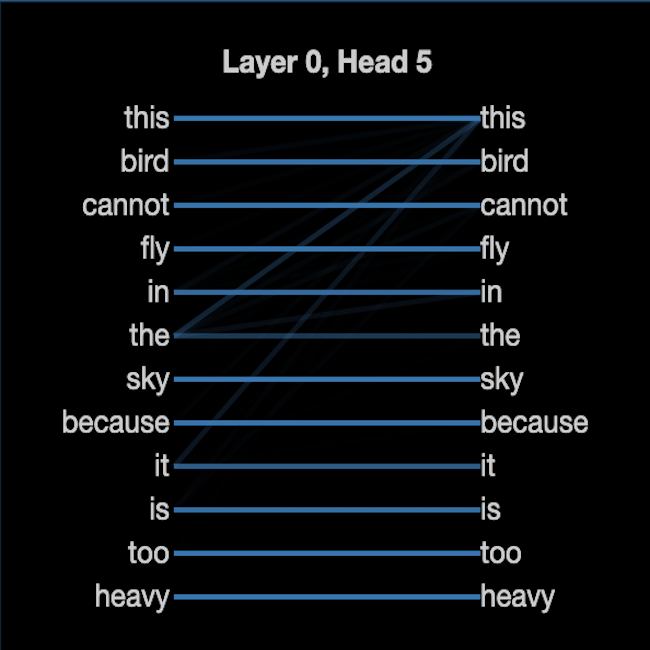 Layer 0, Head 5
this this
bird bird
cannot cannot
fly fly
in in
the the
sky sky
because because
it it
is is
too too
heavy heavy